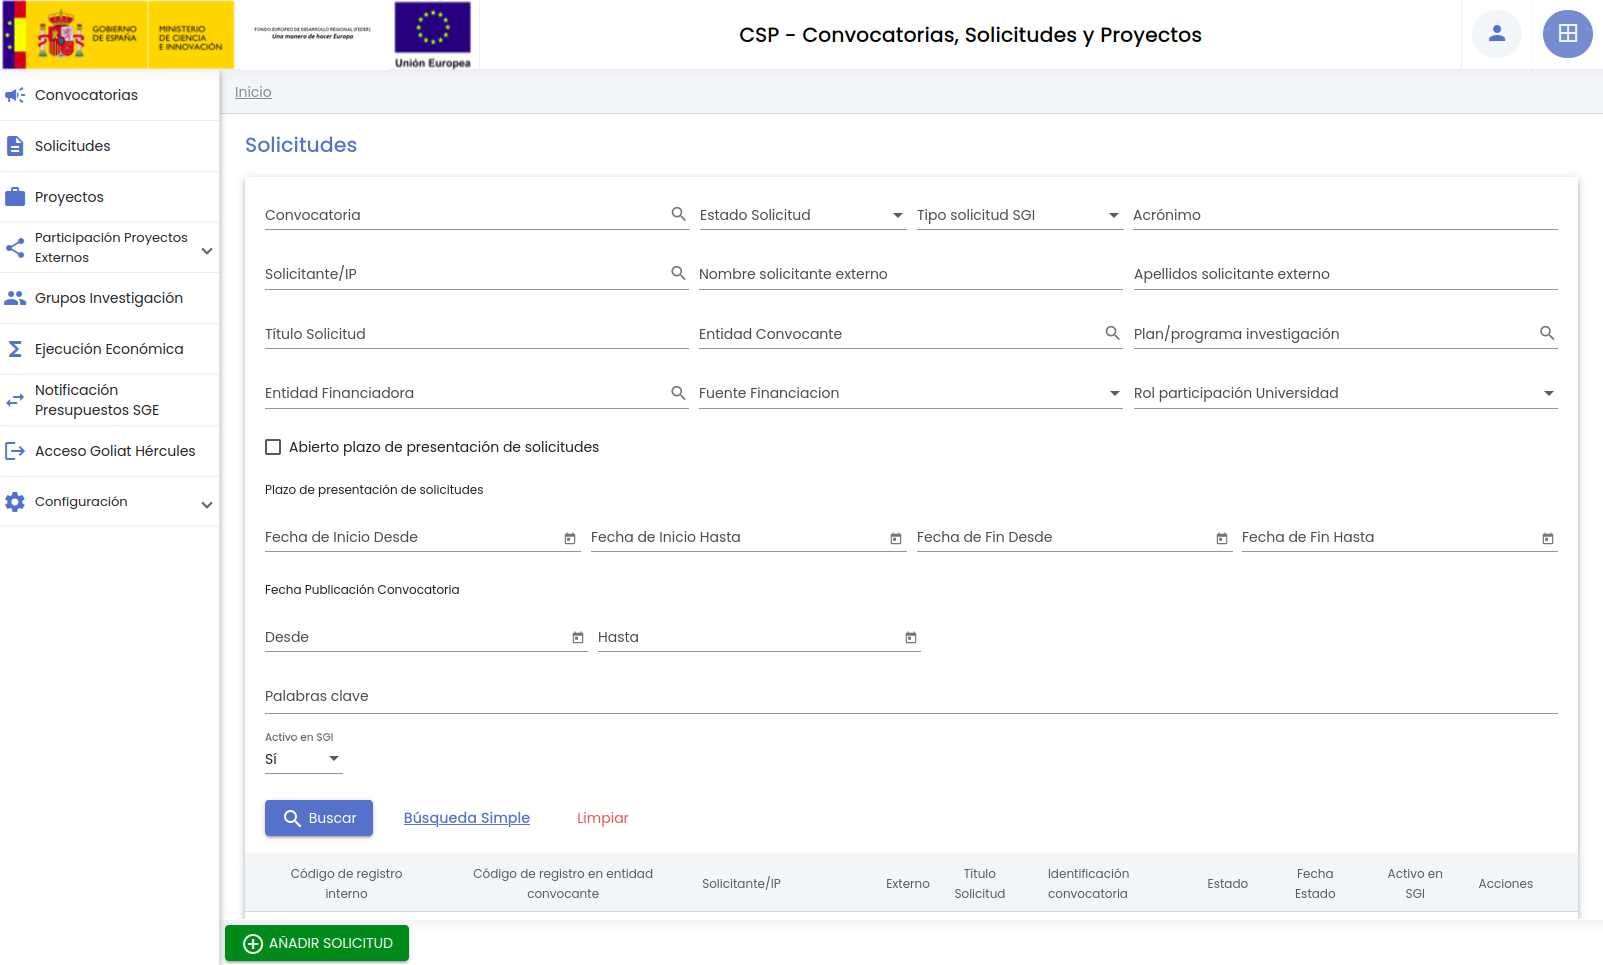 GOBIERNO
DE ESPAÑA
MINISTERIO
DE CIENCIA
E INNOVACIÓN
FONDO EUROPEO DE DESARROLLO REGIONAL (FEDER)
Una manera de hacer Europa
Unión Europea
CSP - Convocatorias, Solicitudes y Proyectos
Convocatorias
Solicitudes
Proyectos
Participación Proyectos
Externos
Grupos Investigación
Ejecución Económica
Notificación
Presupuestos SGE
Acceso Goliat Hércules
Configuración
Inicio
Solicitudes
Convocatoria
Estado Solicitud
Tipo solicitud SGI
Acrónimo
Solicitante/IP
Nombre solicitante externo
Apellidos solicitante externo
Título Solicitud
Entidad Convocante
Plan/programa investigación
Entidad Financiadora
Fuente Financiacion
Rol participación Universidad
Abierto plazo de presentación de solicitudes
Plazo de presentación de solicitudes
Fecha de Inicio Desde
Fecha de Inicio Hasta
Fecha de Fin Desde
Fecha de Fin Hasta
Fecha Publicación Convocatoria
Desde
Hasta
Palabras clave
Activo en SGI
Sí
Buscar
Búsqueda Simple
Limpiar
Código de registro
interno
Código de registro en entidad
convocante
Solicitante/IP
Externo
Título
Solicitud
Identificación
convocatoria
Estado
Fecha
Estado
Activo en
SGI
Acciones
AÑADIR SOLICITUD